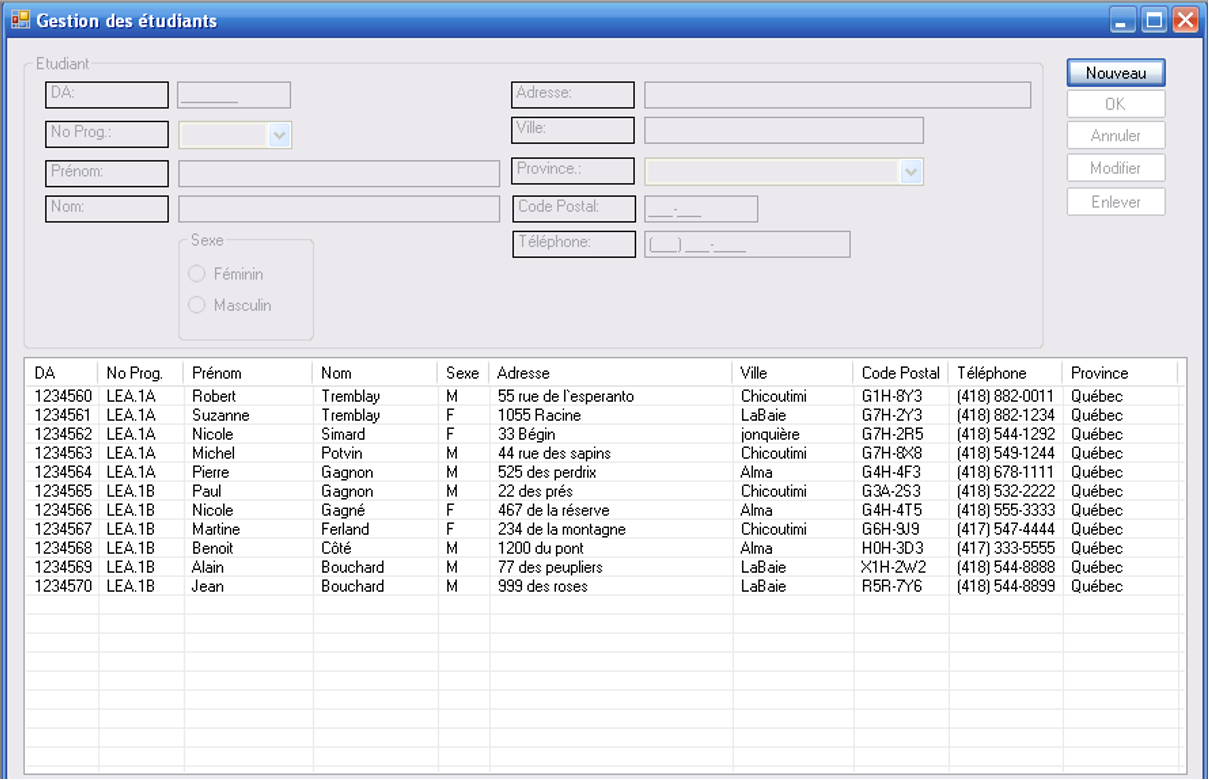 Gestion des étudiants
Etudiant
DA: _______
No Prog.:
Prénom:
Nom:
Sexe
Féminin
Masculin
Adresse:
Ville:
Province.:
Code Postal: ___-___
Téléphone: (___) ___-____
Nouveau
OK
Annuler
Modifier
Enlever
DA No Prog. Prénom Nom Sexe Adresse Ville Code Postal Téléphone Province
1234560 LEA.1A Robert Tremblay M 55 rue de l`esperanto Chicoutimi G1H-8Y3 (418) 882-0011 Québec
1234561 LEA.1A Suzanne Tremblay F 1055 Racine LaBaie G7H-2Y3 (418) 882-1234 Québec
1234562 LEA.1A Nicole Simard F 33 Bégin jonquière G7H-2R5 (418) 544-1292 Québec
1234563 LEA.1A Michel Potvin M 44 rue des sapins Chicoutimi G7H-8X8 (418) 549-1244 Québec
1234564 LEA.1A Pierre Gagnon M 525 des perdrix Alma G4H-4F3 (418) 678-1111 Québec
1234565 LEA.1B Paul Gagnon M 22 des prés Chicoutimi G3A-2S3 (418) 532-2222 Québec
1234566 LEA.1B Nicole Gagné F 467 de la réserve Alma G4H-4T5 (418) 555-3333 Québec
1234567 LEA.1B Martine Ferland F 234 de la montagne Chicoutimi G6H-9J9 (417) 547-4444 Québec
1234568 LEA.1B Benoit Côté M 1200 du pont Alma H0H-3D3 (417) 333-5555 Québec
1234569 LEA.1B Alain Bouchard M 77 des peupliers LaBaie X1H-2W2 (418) 544-8888 Québec
1234570 LEA.1B Jean Bouchard M 999 des roses LaBaie R5R-7Y6 (418) 544-8899 Québec